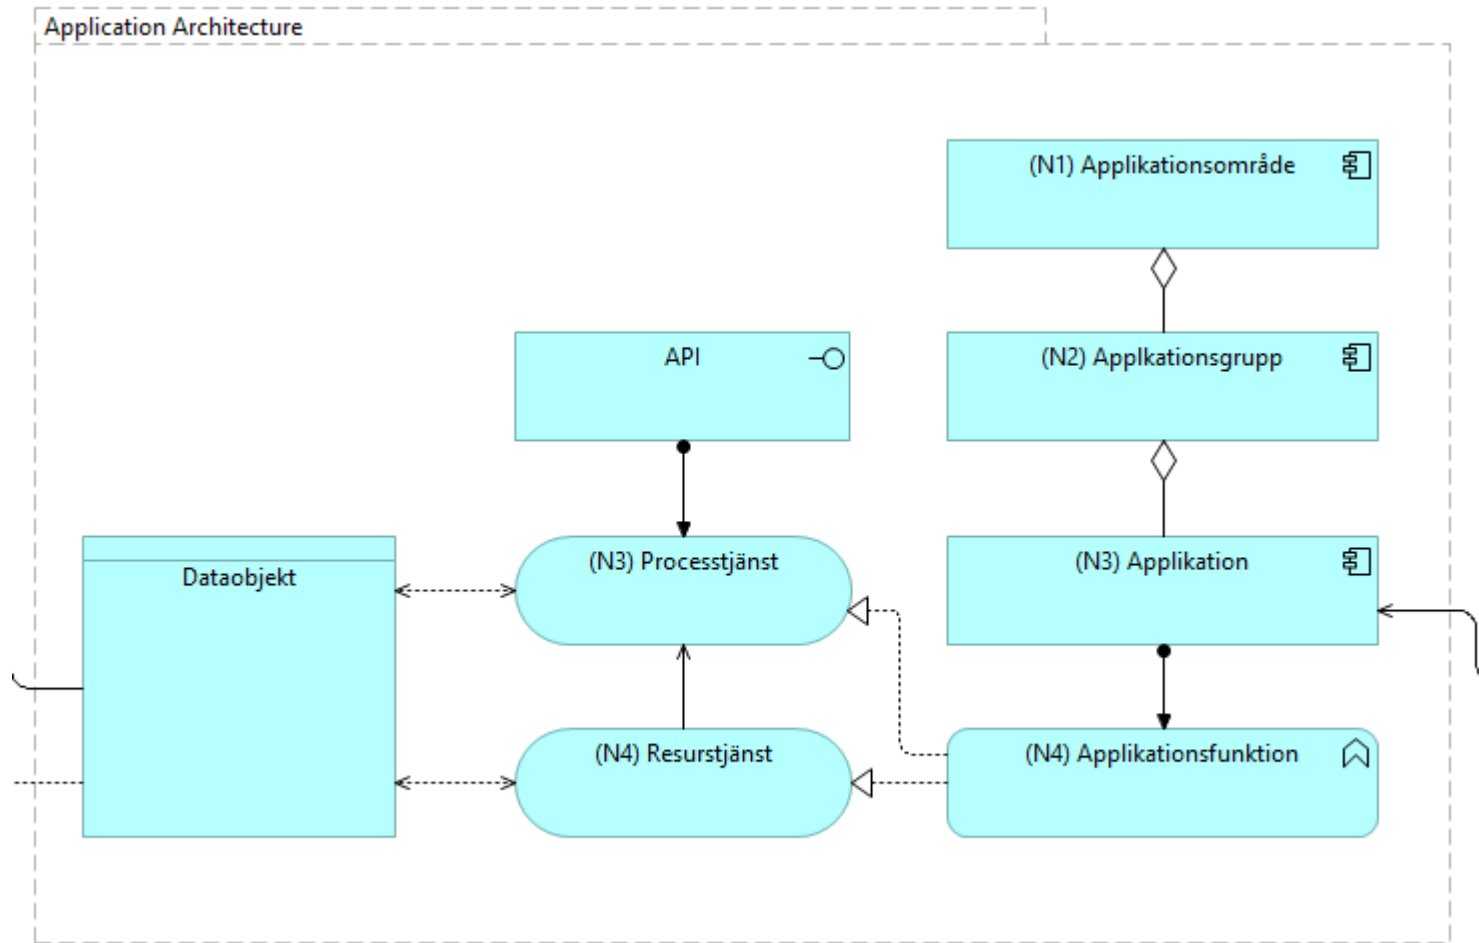 Application Architecture
(N1) Applikationsområde
API
(N2) Applkationsgrupp
Dataobjekt
(N3) Processtjänst
(N3) Applikation
(N4) Resurstjänst
(N4) Applikationsfunktion